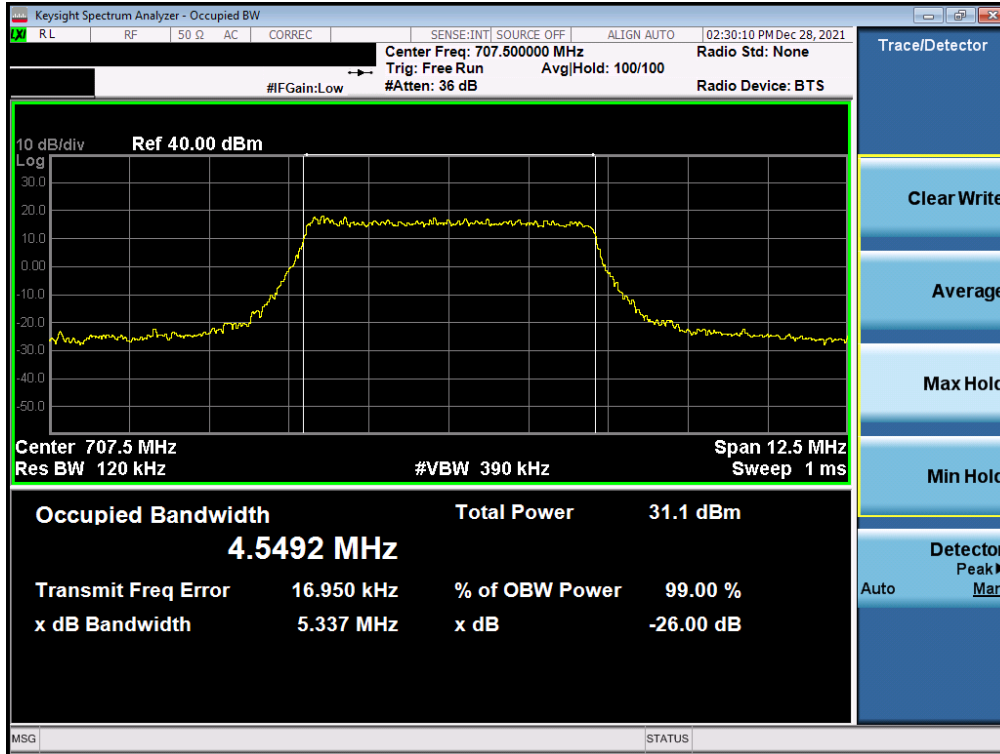 Keysight Spectrum Analyzer - Occupied BW
LXI RL RF 50 Ω AC CORREC SENSE:INT SOURCE OFF ALIGN AUTO 02:30:10 PM Dec 28, 2021
Center Freq: 707.500000 MHz Radio Std: None
Trig: Free Run Avg|Hold: 100/100
#IFGain:Low #Atten: 36 dB Radio Device: BTS
10 dB/div Ref 40.00 dBm
Log
30.0
20.0
10.0
0.00
-10.0
-20.0
-30.0
-40.0
-50.0
Center 707.5 MHz Span 12.5 MHz
Res BW 120 kHz #VBW 390 kHz Sweep 1 ms
Occupied Bandwidth Total Power 31.1 dBm
4.5492 MHz
Transmit Freq Error 16.950 kHz % of OBW Power 99.00 %
x dB Bandwidth 5.337 MHz x dB -26.00 dB
MSG STATUS
Trace/Detector
Clear Write
Average
Max Hold
Min Hold
Detector
Peak▶
Auto Man